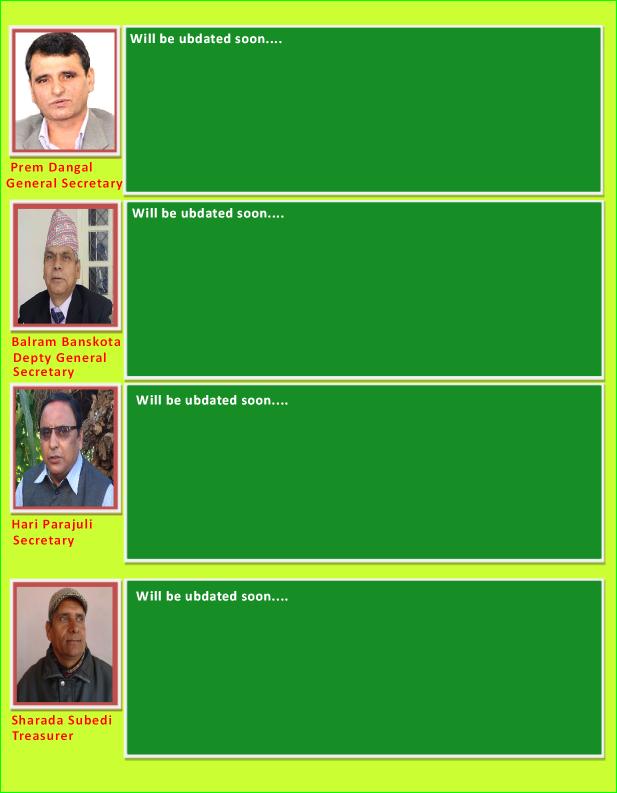 Will be ubdated soon....
Prem Dangal
General Secretary
Will be ubdated soon....
Balram Banskota
Depty General
Secretary
Will be ubdated soon....
Hari Parajuli
Secretary
Will be ubdated soon....
Sharada Subedi
Treasurer